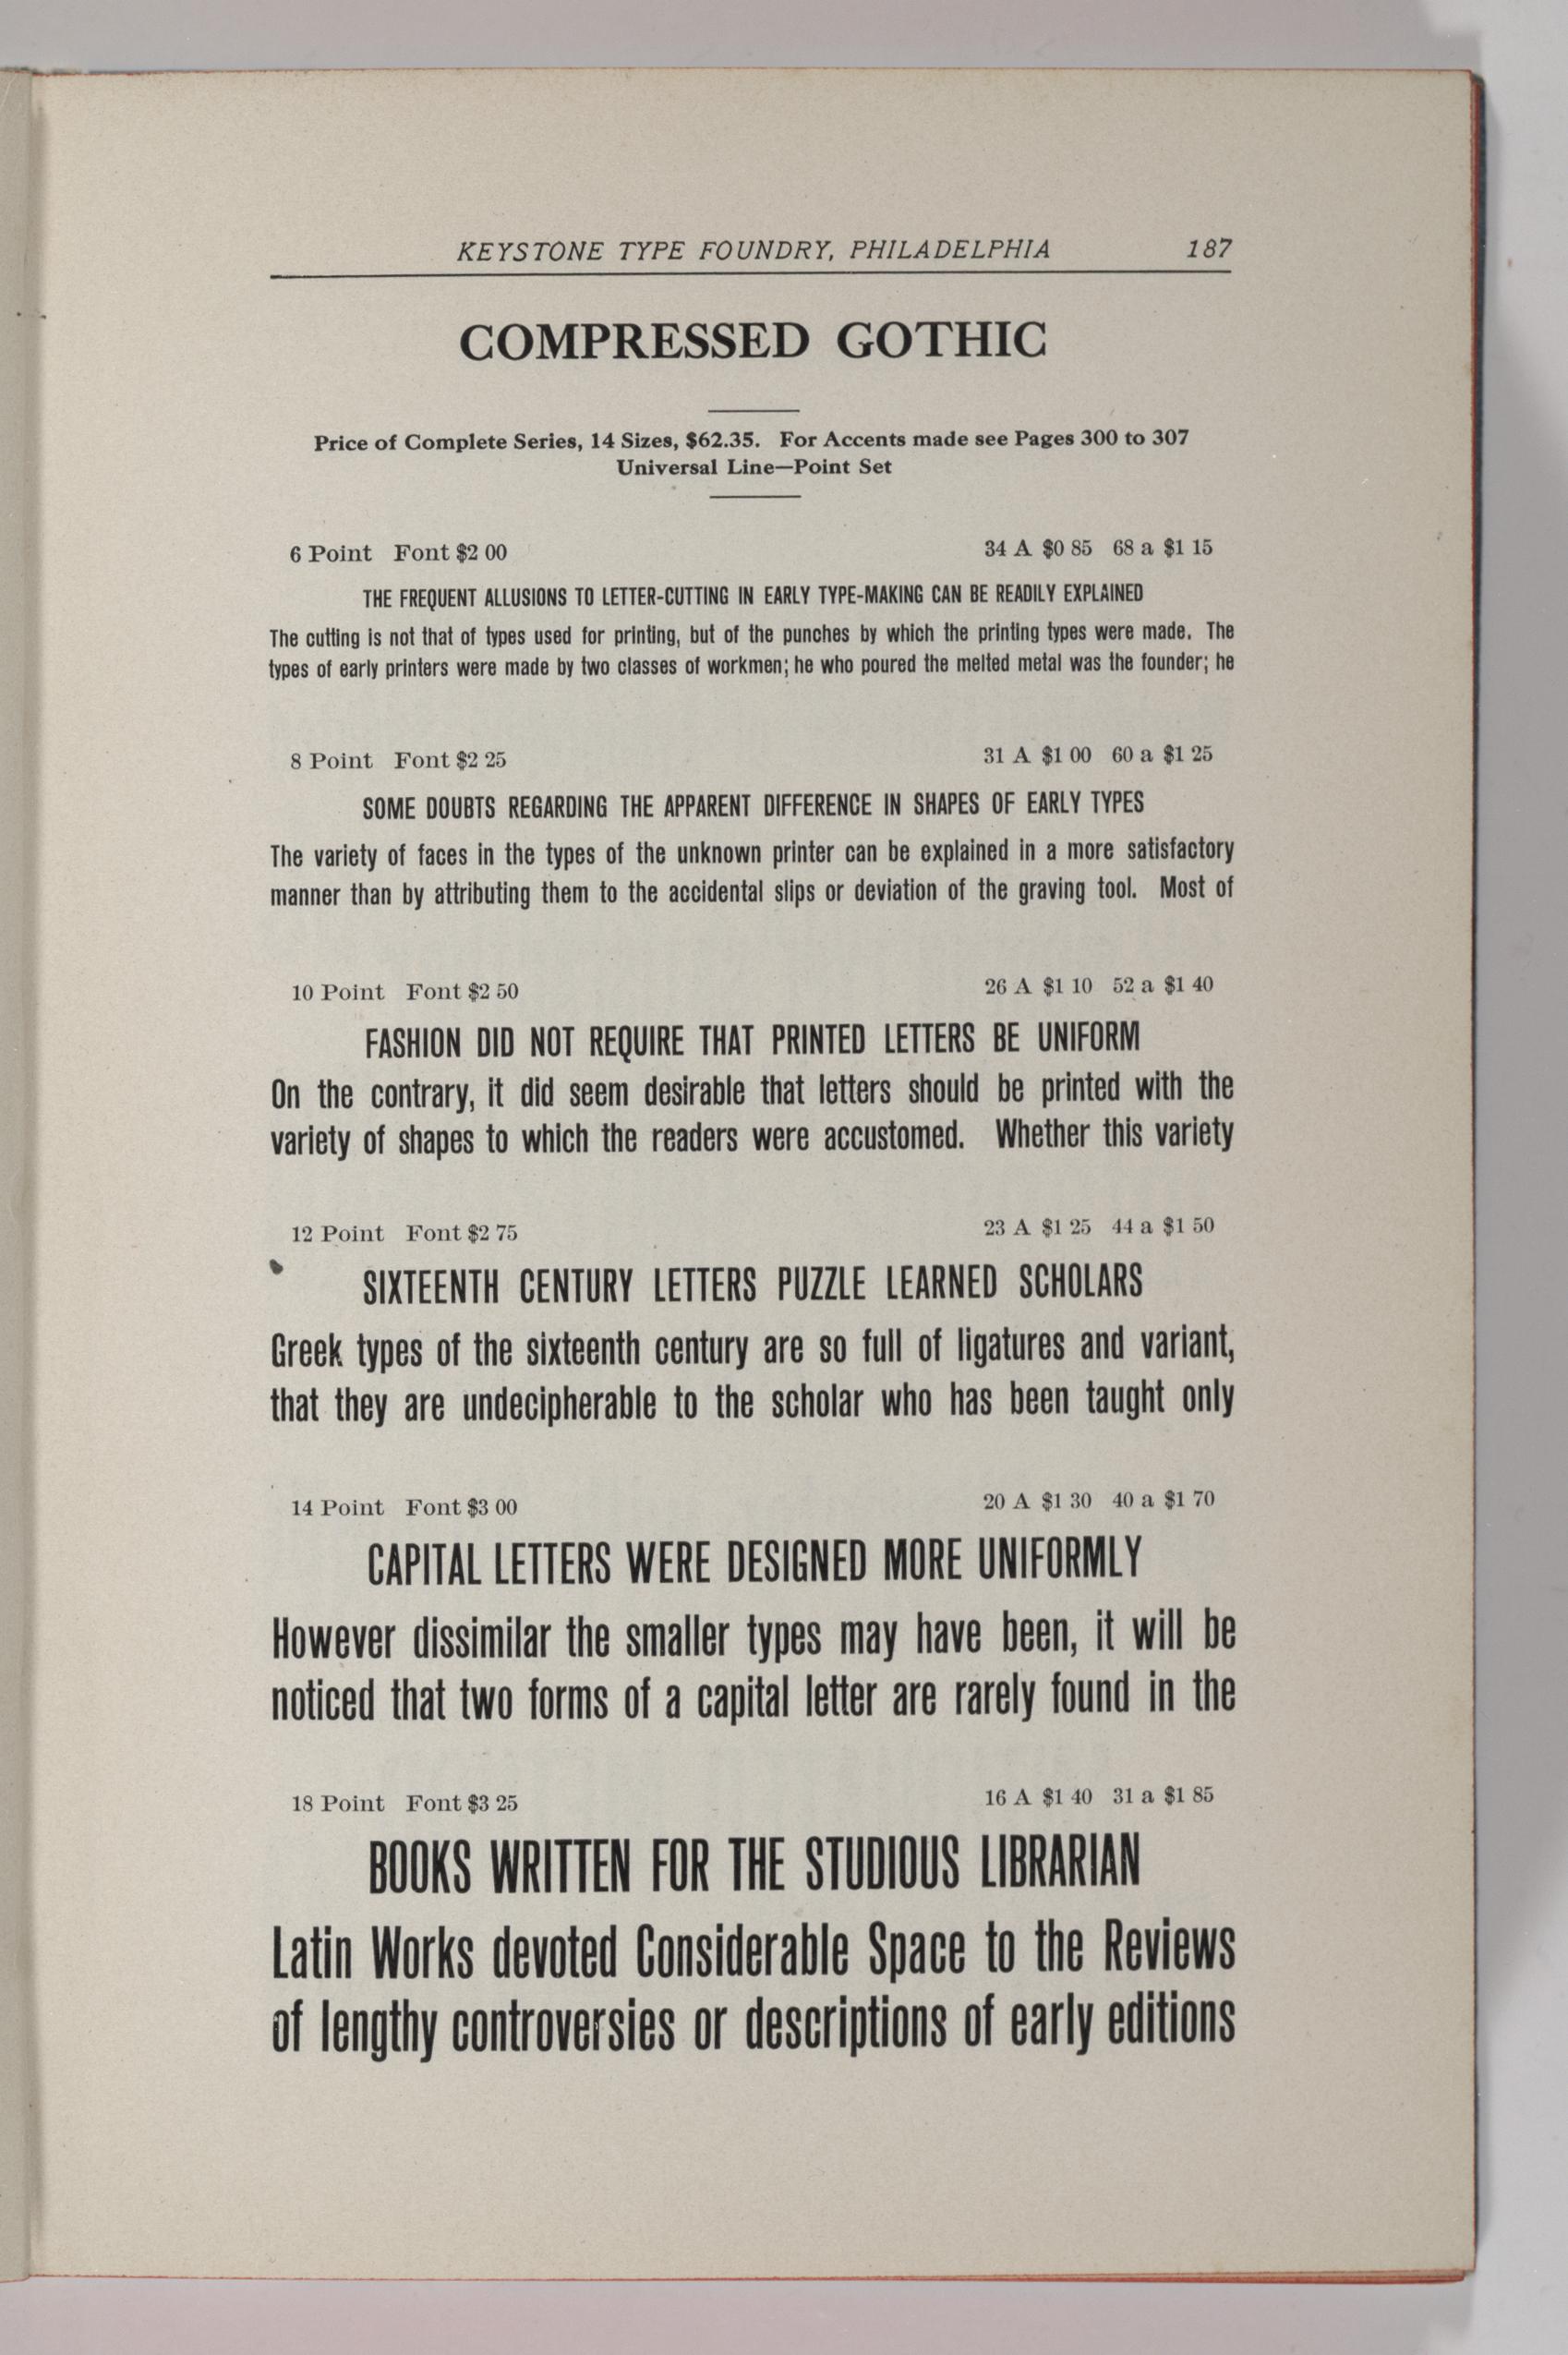 KEYSTONE TYPE FOUNDRY, PHILADELPHIA 187
COMPRESSED GOTHIC
Price of Complete Series, 14 Sizes, $62.35. For Accents made see Pages 300 to 307
Universal Line—Point Set
6 Point Font $2 00 34 A $0 85 68 a $1 15
THE FREQUENT ALLUSIONS TO LETTER-CUTTING IN EARLY TYPE-MAKING CAN BE READILY EXPLAINED
The cutting is not that of types used for printing, but of the punches by which the printing types were made. The
types of early printers were made by two classes of workmen; he who poured the melted metal was the founder; he
8 Point Font $2 25 31 A $1 00 60 a $1 25
SOME DOUBTS REGARDING THE APPARENT DIFFERENCE IN SHAPES OF EARLY TYPES
The variety of faces in the types of the unknown printer can be explained in a more satisfactory
manner than by attributing them to the accidental slips or deviation of the graving tool. Most of
10 Point Font $2 50 26 A $1 10 52 a $1 40
FASHION DID NOT REQUIRE THAT PRINTED LETTERS BE UNIFORM
On the contrary, it did seem desirable that letters should be printed with the
variety of shapes to which the readers were accustomed. Whether this variety
12 Point Font $2 75 23 A $1 25 44 a $1 50
SIXTEENTH CENTURY LETTERS PUZZLE LEARNED SCHOLARS
Greek types of the sixteenth century are so full of ligatures and variant,
that they are undecipherable to the scholar who has been taught only
14 Point Font $3 00 20 A $1 30 40 a $1 70
CAPITAL LETTERS WERE DESIGNED MORE UNIFORMLY
However dissimilar the smaller types may have been, it will be
noticed that two forms of a capital letter are rarely found in the
18 Point Font $3 25 16 A $1 40 31 a $1 85
BOOKS WRITTEN FOR THE STUDIOUS LIBRARIAN
Latin Works devoted Considerable Space to the Reviews
of lengthy controversies or descriptions of early editions